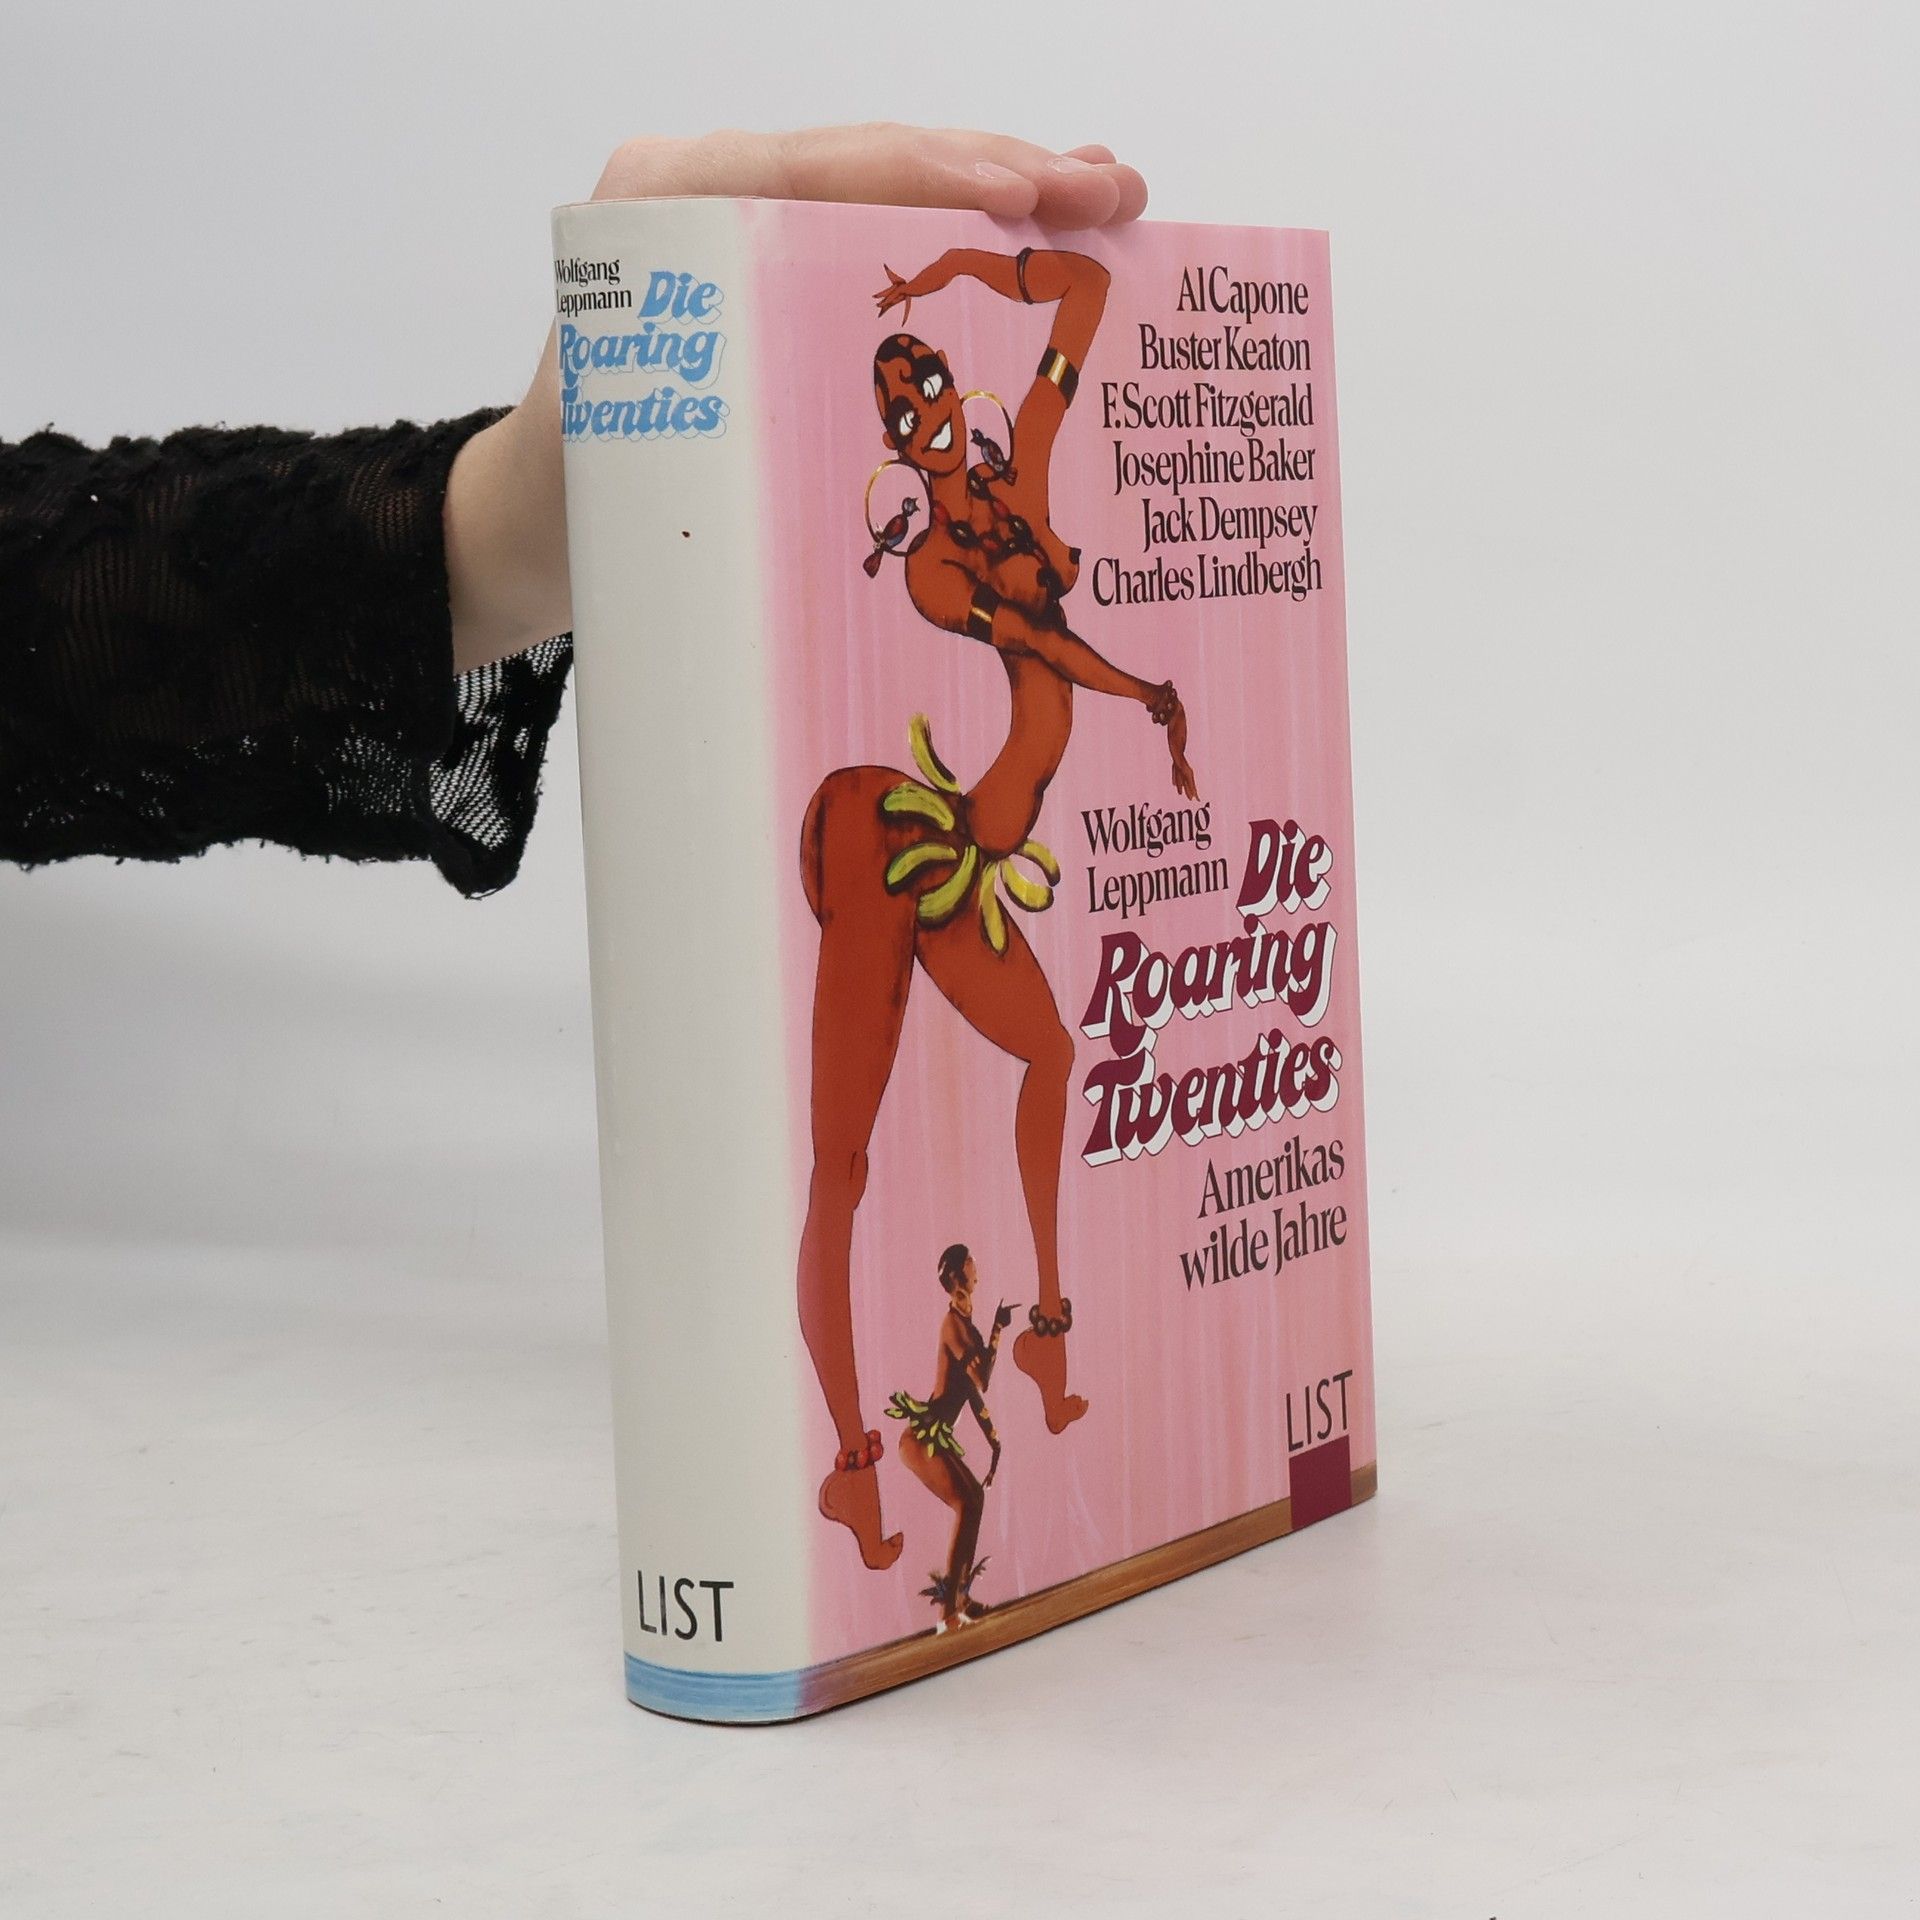 Wolfgang
Leppmann Die
Roaring
Twenties
LIST
Al Capone
Buster Keaton
F. Scott Fitzgerald
Josephine Baker
Jack Dempsey
Charles Lindbergh
Wolfgang
Leppmann Die
Roaring
Twenties
Amerikas
wilde Jahre
LIST